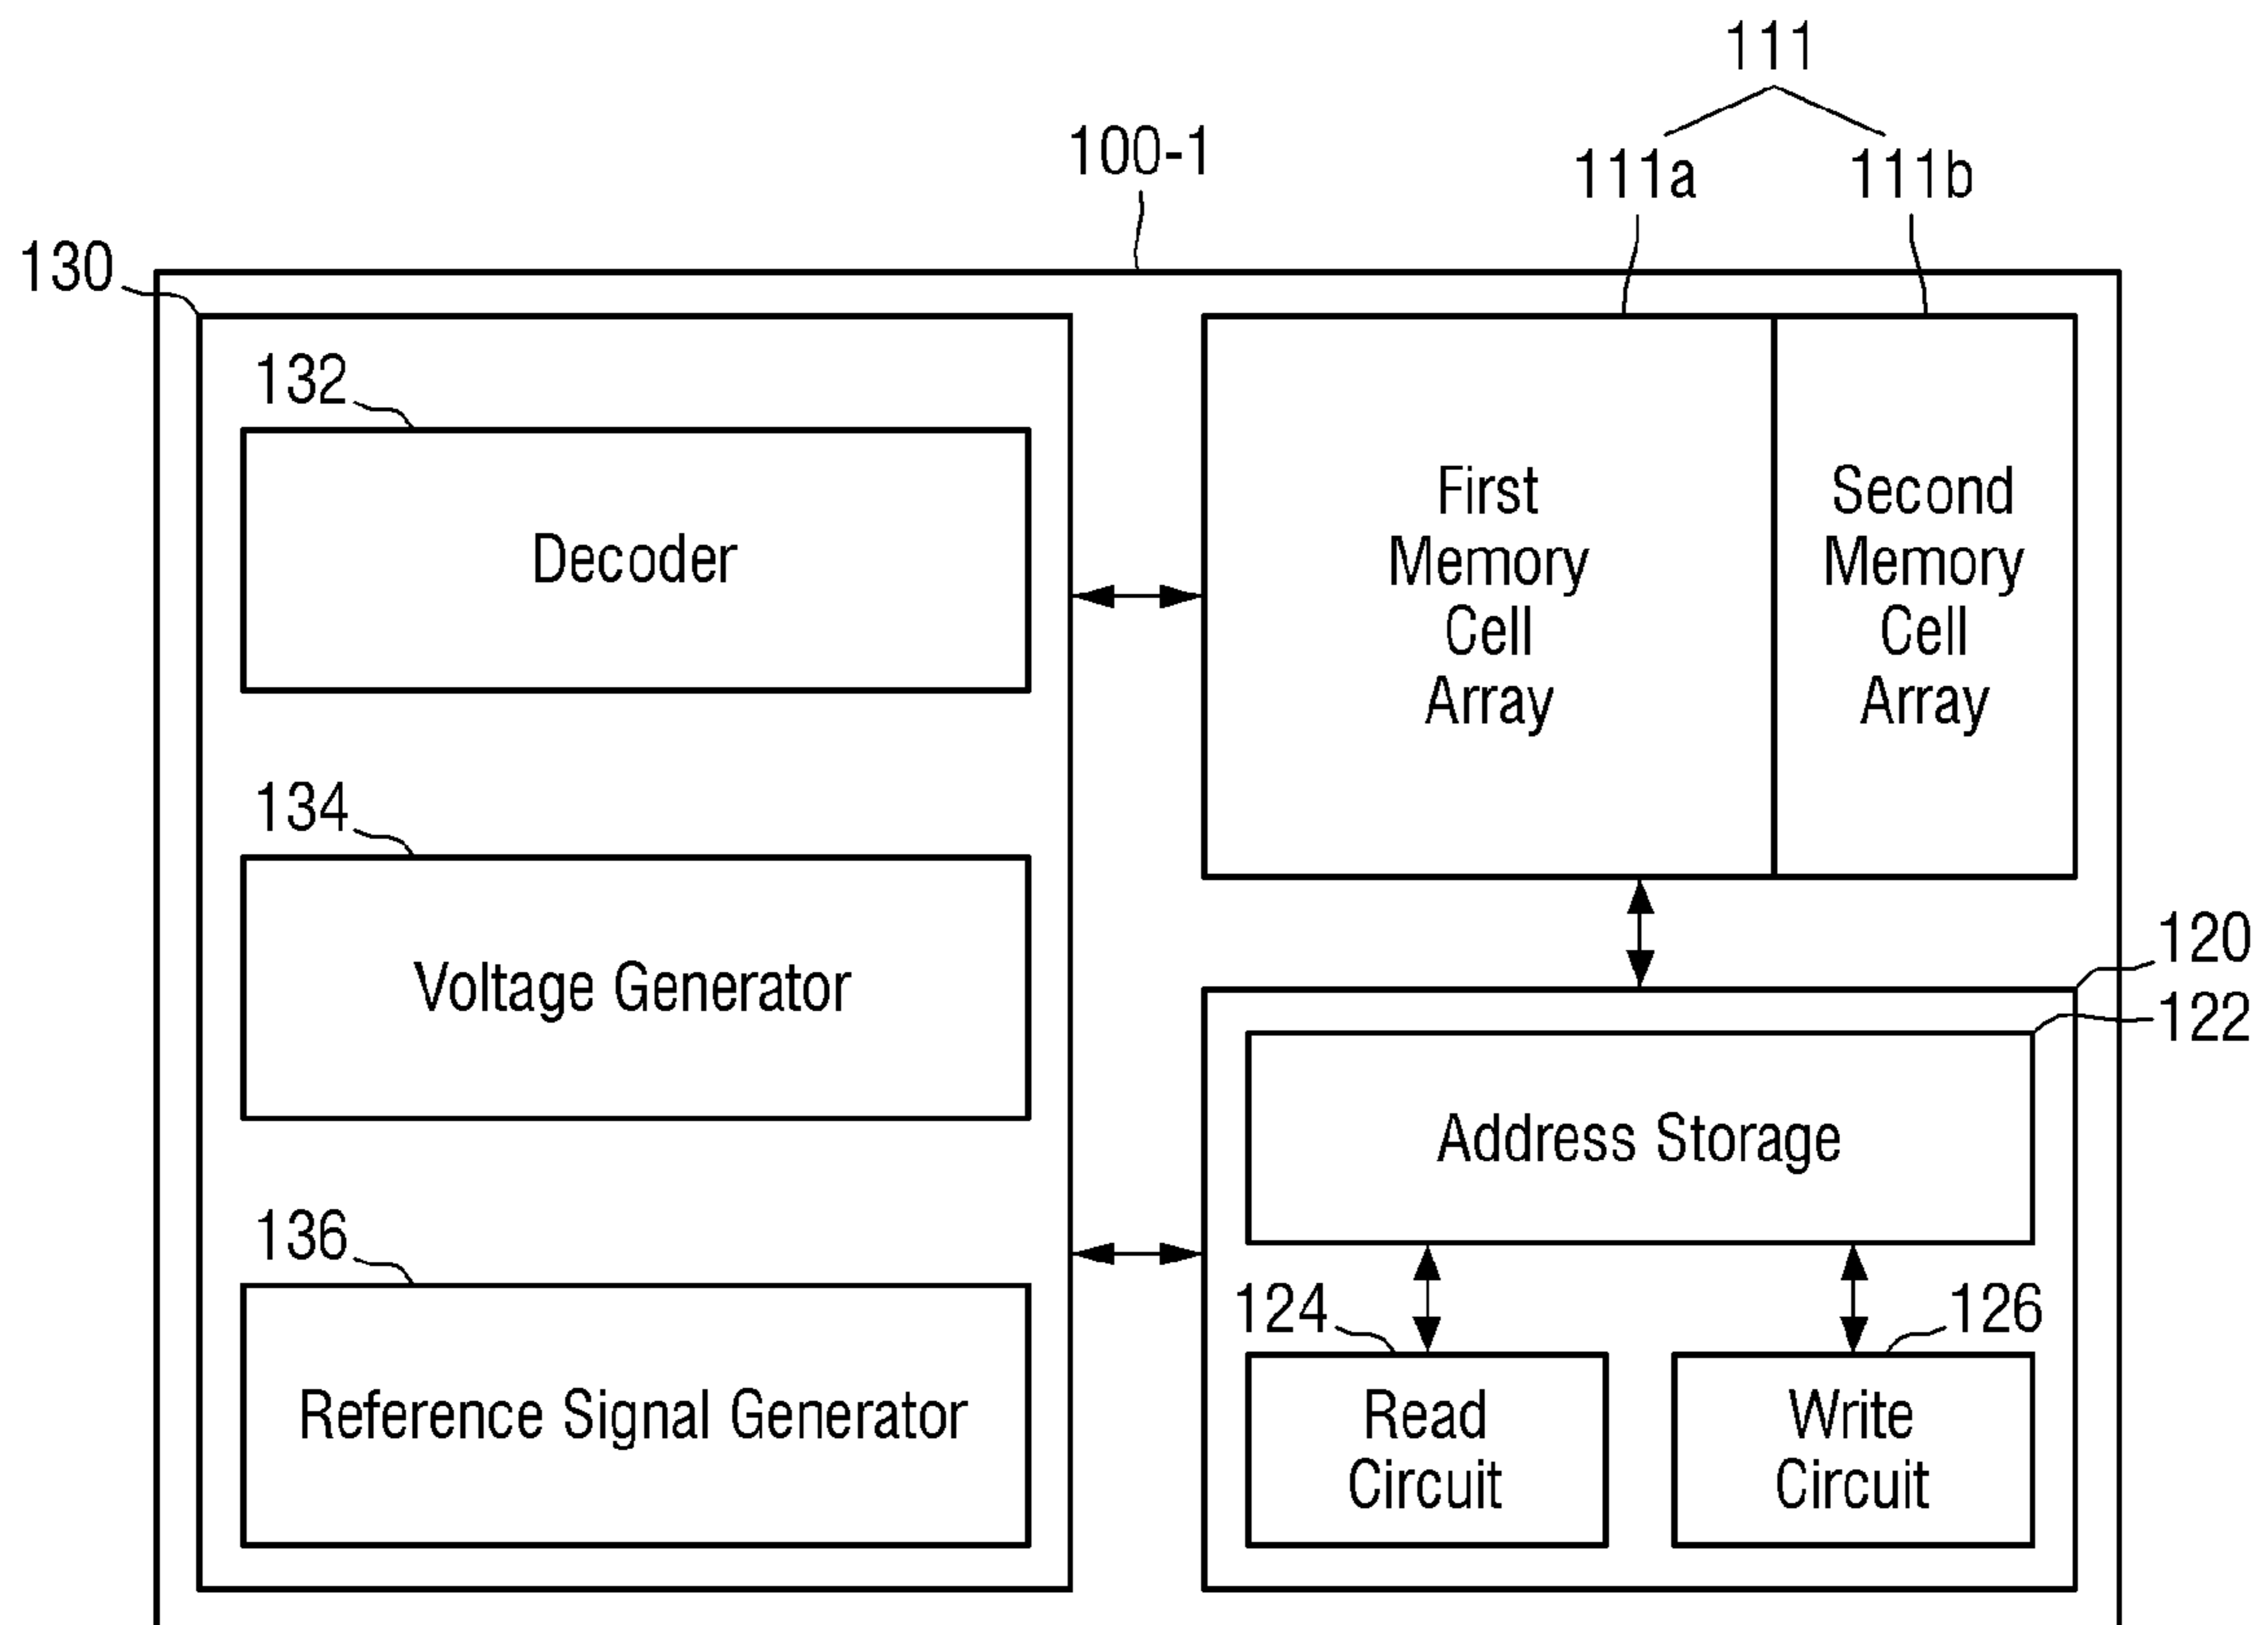 111
100-1
111a 111b
130
132
Decoder
First
Memory
Cell
Array
Second
Memory
Cell
Array
134
Voltage Generator
120
122
Address Storage
136
Reference Signal Generator
124
126
Read
Circuit
Write
Circuit